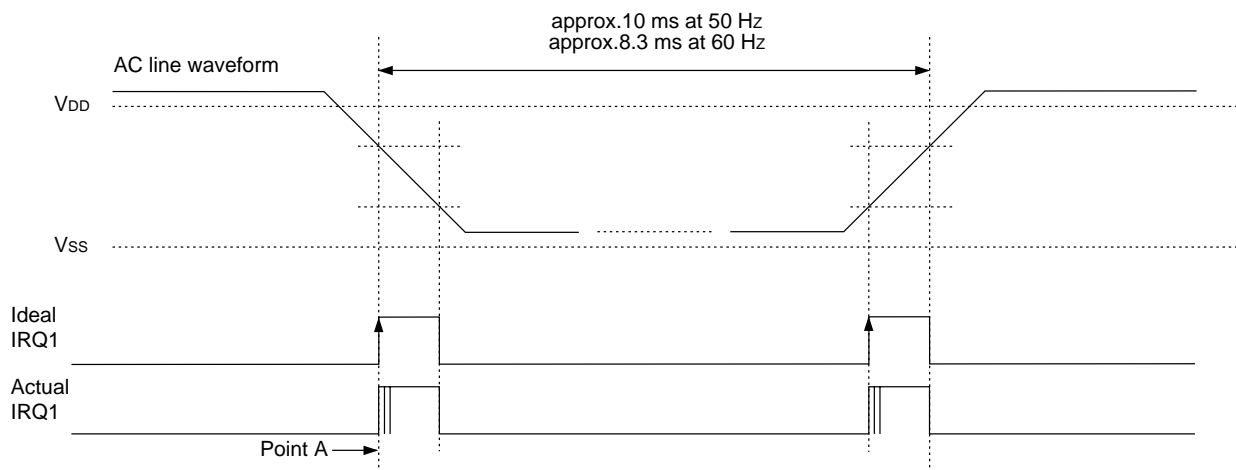 approx.10 ms at 50 Hz
approx.8.3 ms at 60 Hz
AC line waveform
VDD
VSS
Ideal
IRQ1
Actual
IRQ1
Point A